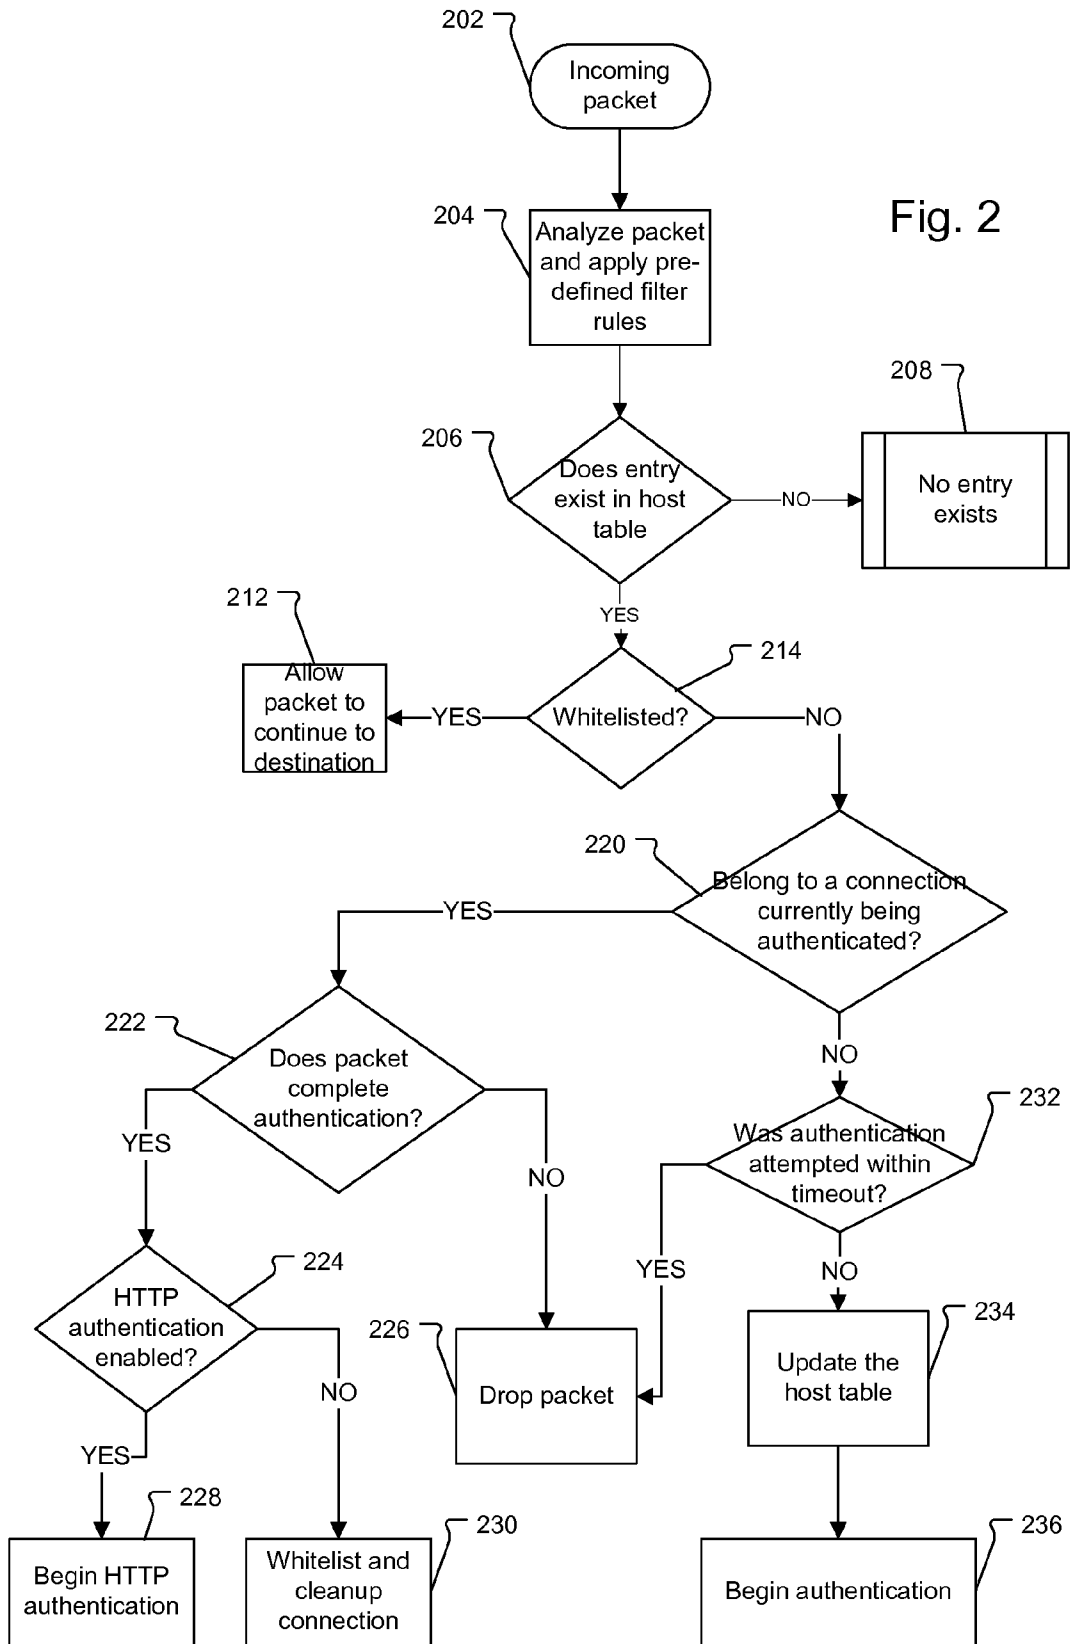 202
Incoming
packet
204
Analyze packet
and apply pre-
defined filter
rules
Fig. 2
206
Does entry
exist in host
table
NO
208
No entry
exists
YES
212
Allow
packet to
continue to
destination
YES
214
Whitelisted?
NO
220
Belong to a connection
currently being
authenticated?
YES
NO
222
Does packet
complete
authentication?
YES
NO
232
Was authentication
attempted within
timeout?
YES
NO
224
HTTP
authentication
enabled?
NO
YES
226
Drop packet
234
Update the
host table
228
Begin HTTP
authentication
230
Whitelist and
cleanup
connection
236
Begin authentication